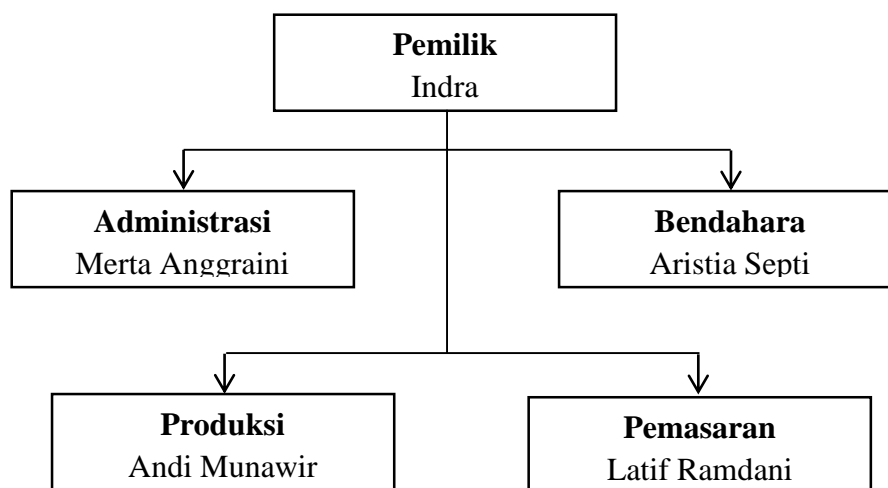 Pemilik
Indra
Administrasi
Merta Anggraini
Bendahara
Aristia Septi
Produksi
Andi Munawir
Pemasaran
Latif Ramdani